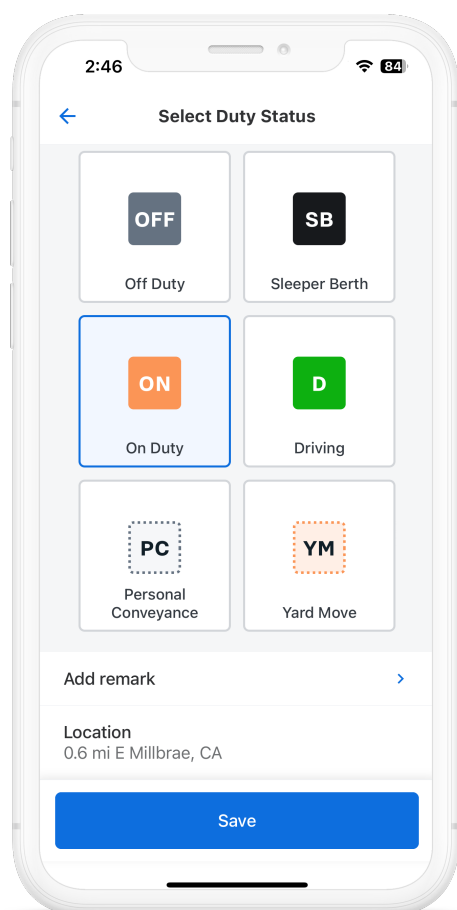 2:46
84
Select Duty Status
OFF
SB
Off Duty
Sleeper Berth
ON
D
On Duty
Driving
PC
YM
Personal
Conveyance
Yard Move
Add remark
Location
0.6 mi E Millbrae, CA
Save